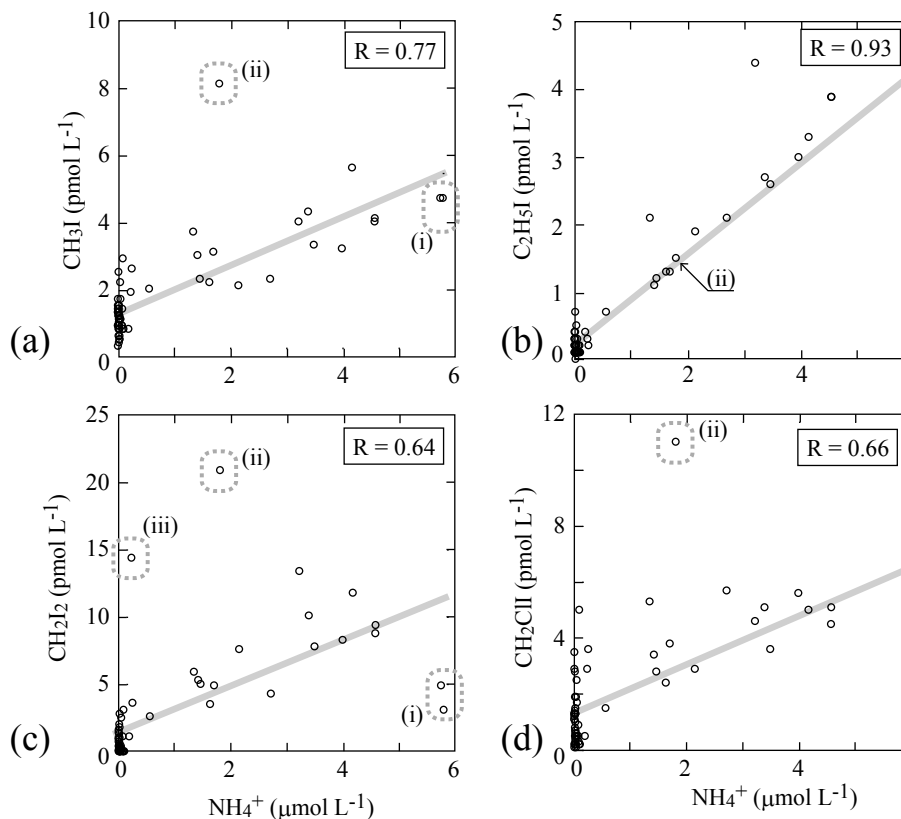 10
R = 0.77
(ii)
8
6
CH3I (pmol L-1)
4
(i)
2
(a)
0
0
2
4
6
5
R = 0.93
4
3
C2H5I (pmol L-1)
2
(ii)
1
(b)
0
0
2
4
25
R = 0.64
(ii)
20
(iii)
15
CH2I2 (pmol L-1)
10
5
(i)
(c)
0
0
2
4
6
NH4+ (µmol L-1)
12
(ii)
R = 0.66
8
CH2ClI (pmol L-1)
4
(d)
0
0
2
4
NH4+ (µmol L-1)